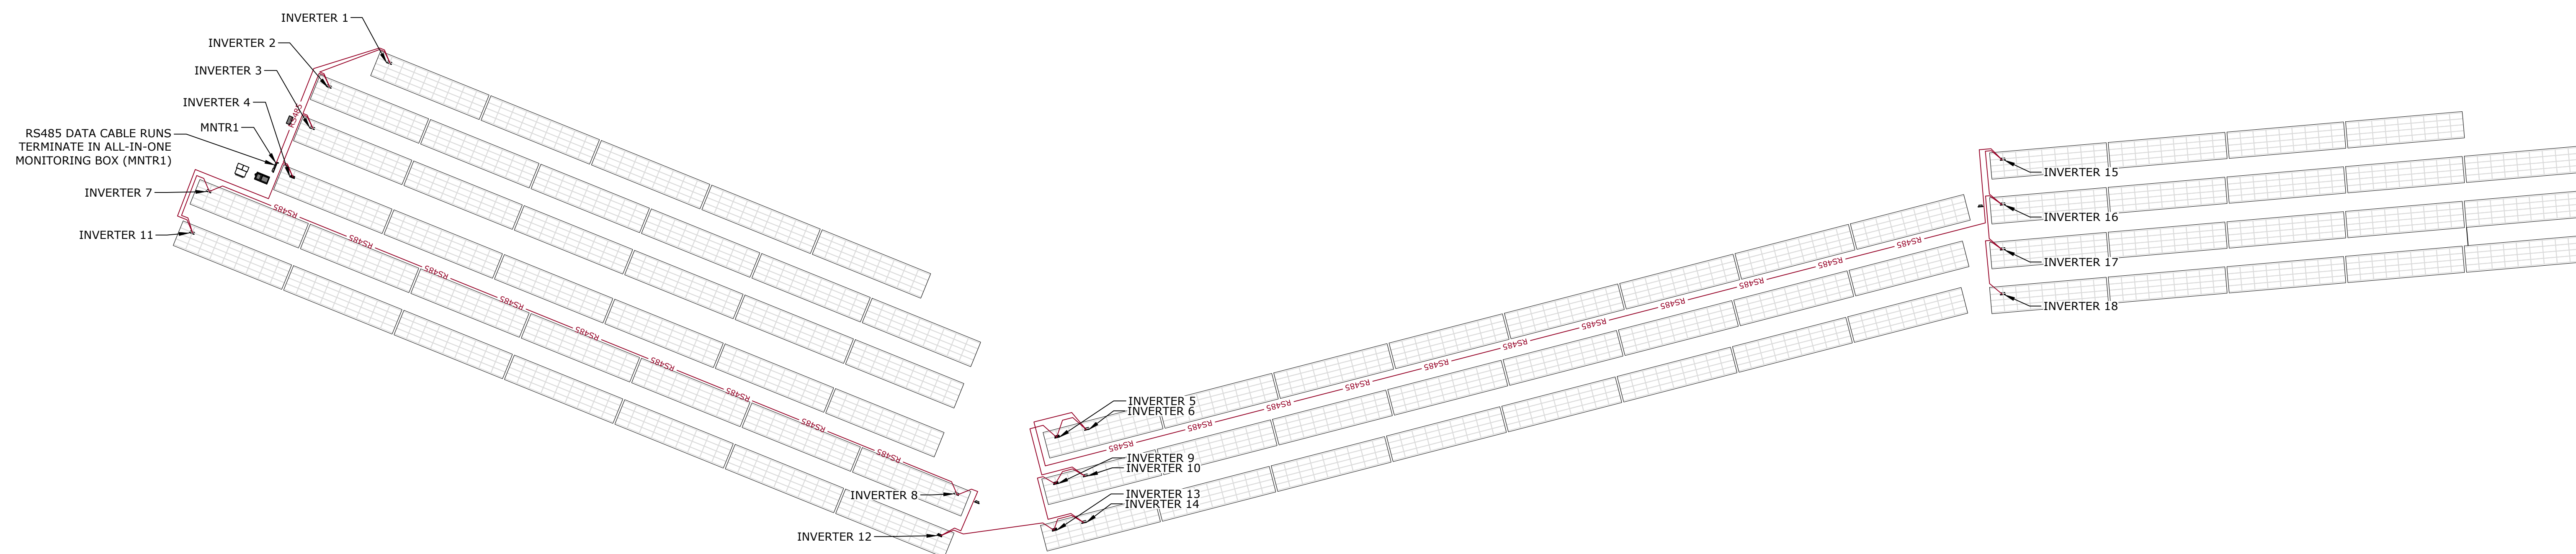 INVERTER 1
INVERTER 2
INVERTER 3
INVERTER 4
MNTR1
RS485 DATA CABLE RUNS
TERMINATE IN ALL-IN-ONE
MONITORING BOX (MNTR1)
INVERTER 7
INVERTER 11
RS485
RS485
RS485
RS485
RS485
RS485
RS485
RS485
RS485
RS485
INVERTER 8
INVERTER 12
INVERTER 5
INVERTER 6
INVERTER 9
INVERTER 10
INVERTER 13
INVERTER 14
RS485
RS485
RS485
RS485
RS485
RS485
RS485
RS485
RS485
RS485
RS485
INVERTER 15
INVERTER 16
INVERTER 17
INVERTER 18